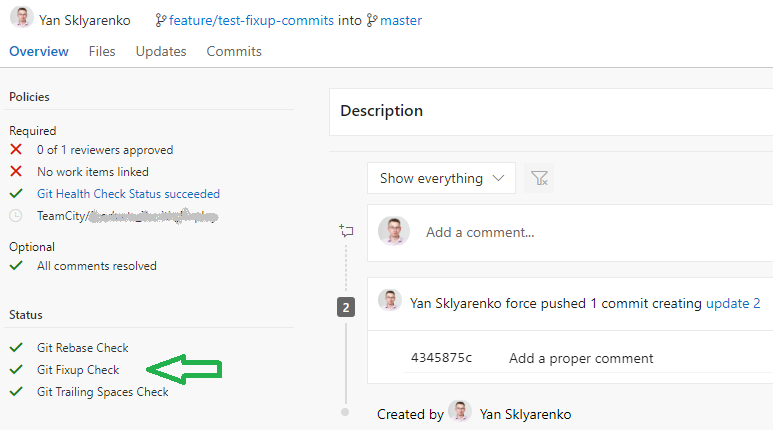 Yan Sklyarenko feature/test-fixup-commits into master
Overview Files Updates Commits
Policies
Required
0 of 1 reviewers approved
No work items linked
Git Health Check Status succeeded
TeamCity/
Optional
All comments resolved
Status
Git Rebase Check
Git Fixup Check
Git Trailing Spaces Check
Description
Show everything
Add a comment...
2
Yan Sklyarenko force pushed 1 commit creating update 2
4345875c Add a proper comment
Created by Yan Sklyarenko